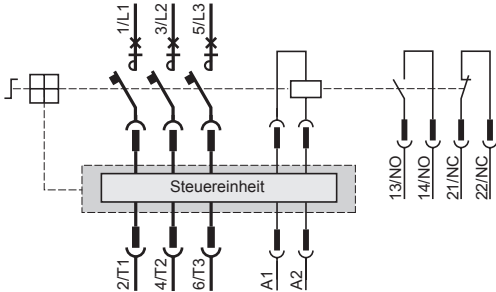 1/L1
3/L2
5/L3
Steuereinheit
13/NO
14/NO
21/NC
22/NC
2/T1
4/T2
6/T3
A1
A2